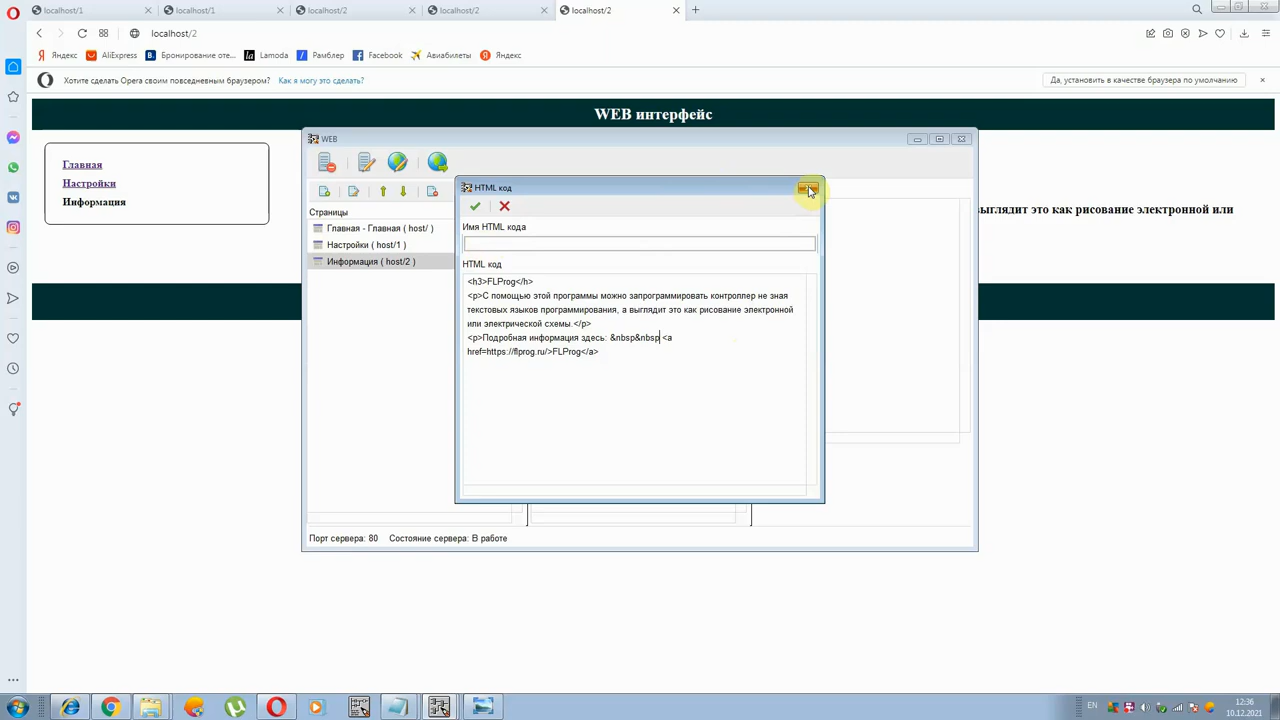 localhost/1
localhost/1
localhost/2
localhost/2
localhost/2
localhost/2
Яндекс
AliExpress
Бронирование оте...
Lamoda
Рамблер
Facebook
Авиабилеты
Яндекс
Хотите сделать Opera своим повседневным браузером?
Как я могу это сделать?
Да, установить в качестве браузера по умолчанию
WEB интерфейс
WEB
Главная
Настройки
Информация
HTML код
Страницы
Имя HTML кода
выглядит это как рисование электронной или
Главная - Главная ( host/ )
Настройки ( host/1 )
Информация ( host/2 )
HTML код
<h3>FLProg</h>
<p>С помощью этой программы можно запрограммировать контроллер не зная
текстовых языков программирования, а выглядит это как рисование электронной
или электрической схемы.</p>
<p>Подробная информация здесь: &nbsp&nbsp <a
href=https://flprog.ru/>FLProg</a>
Порт сервера: 80
Состояние сервера: В работе
EN
12:36
10.12.2021